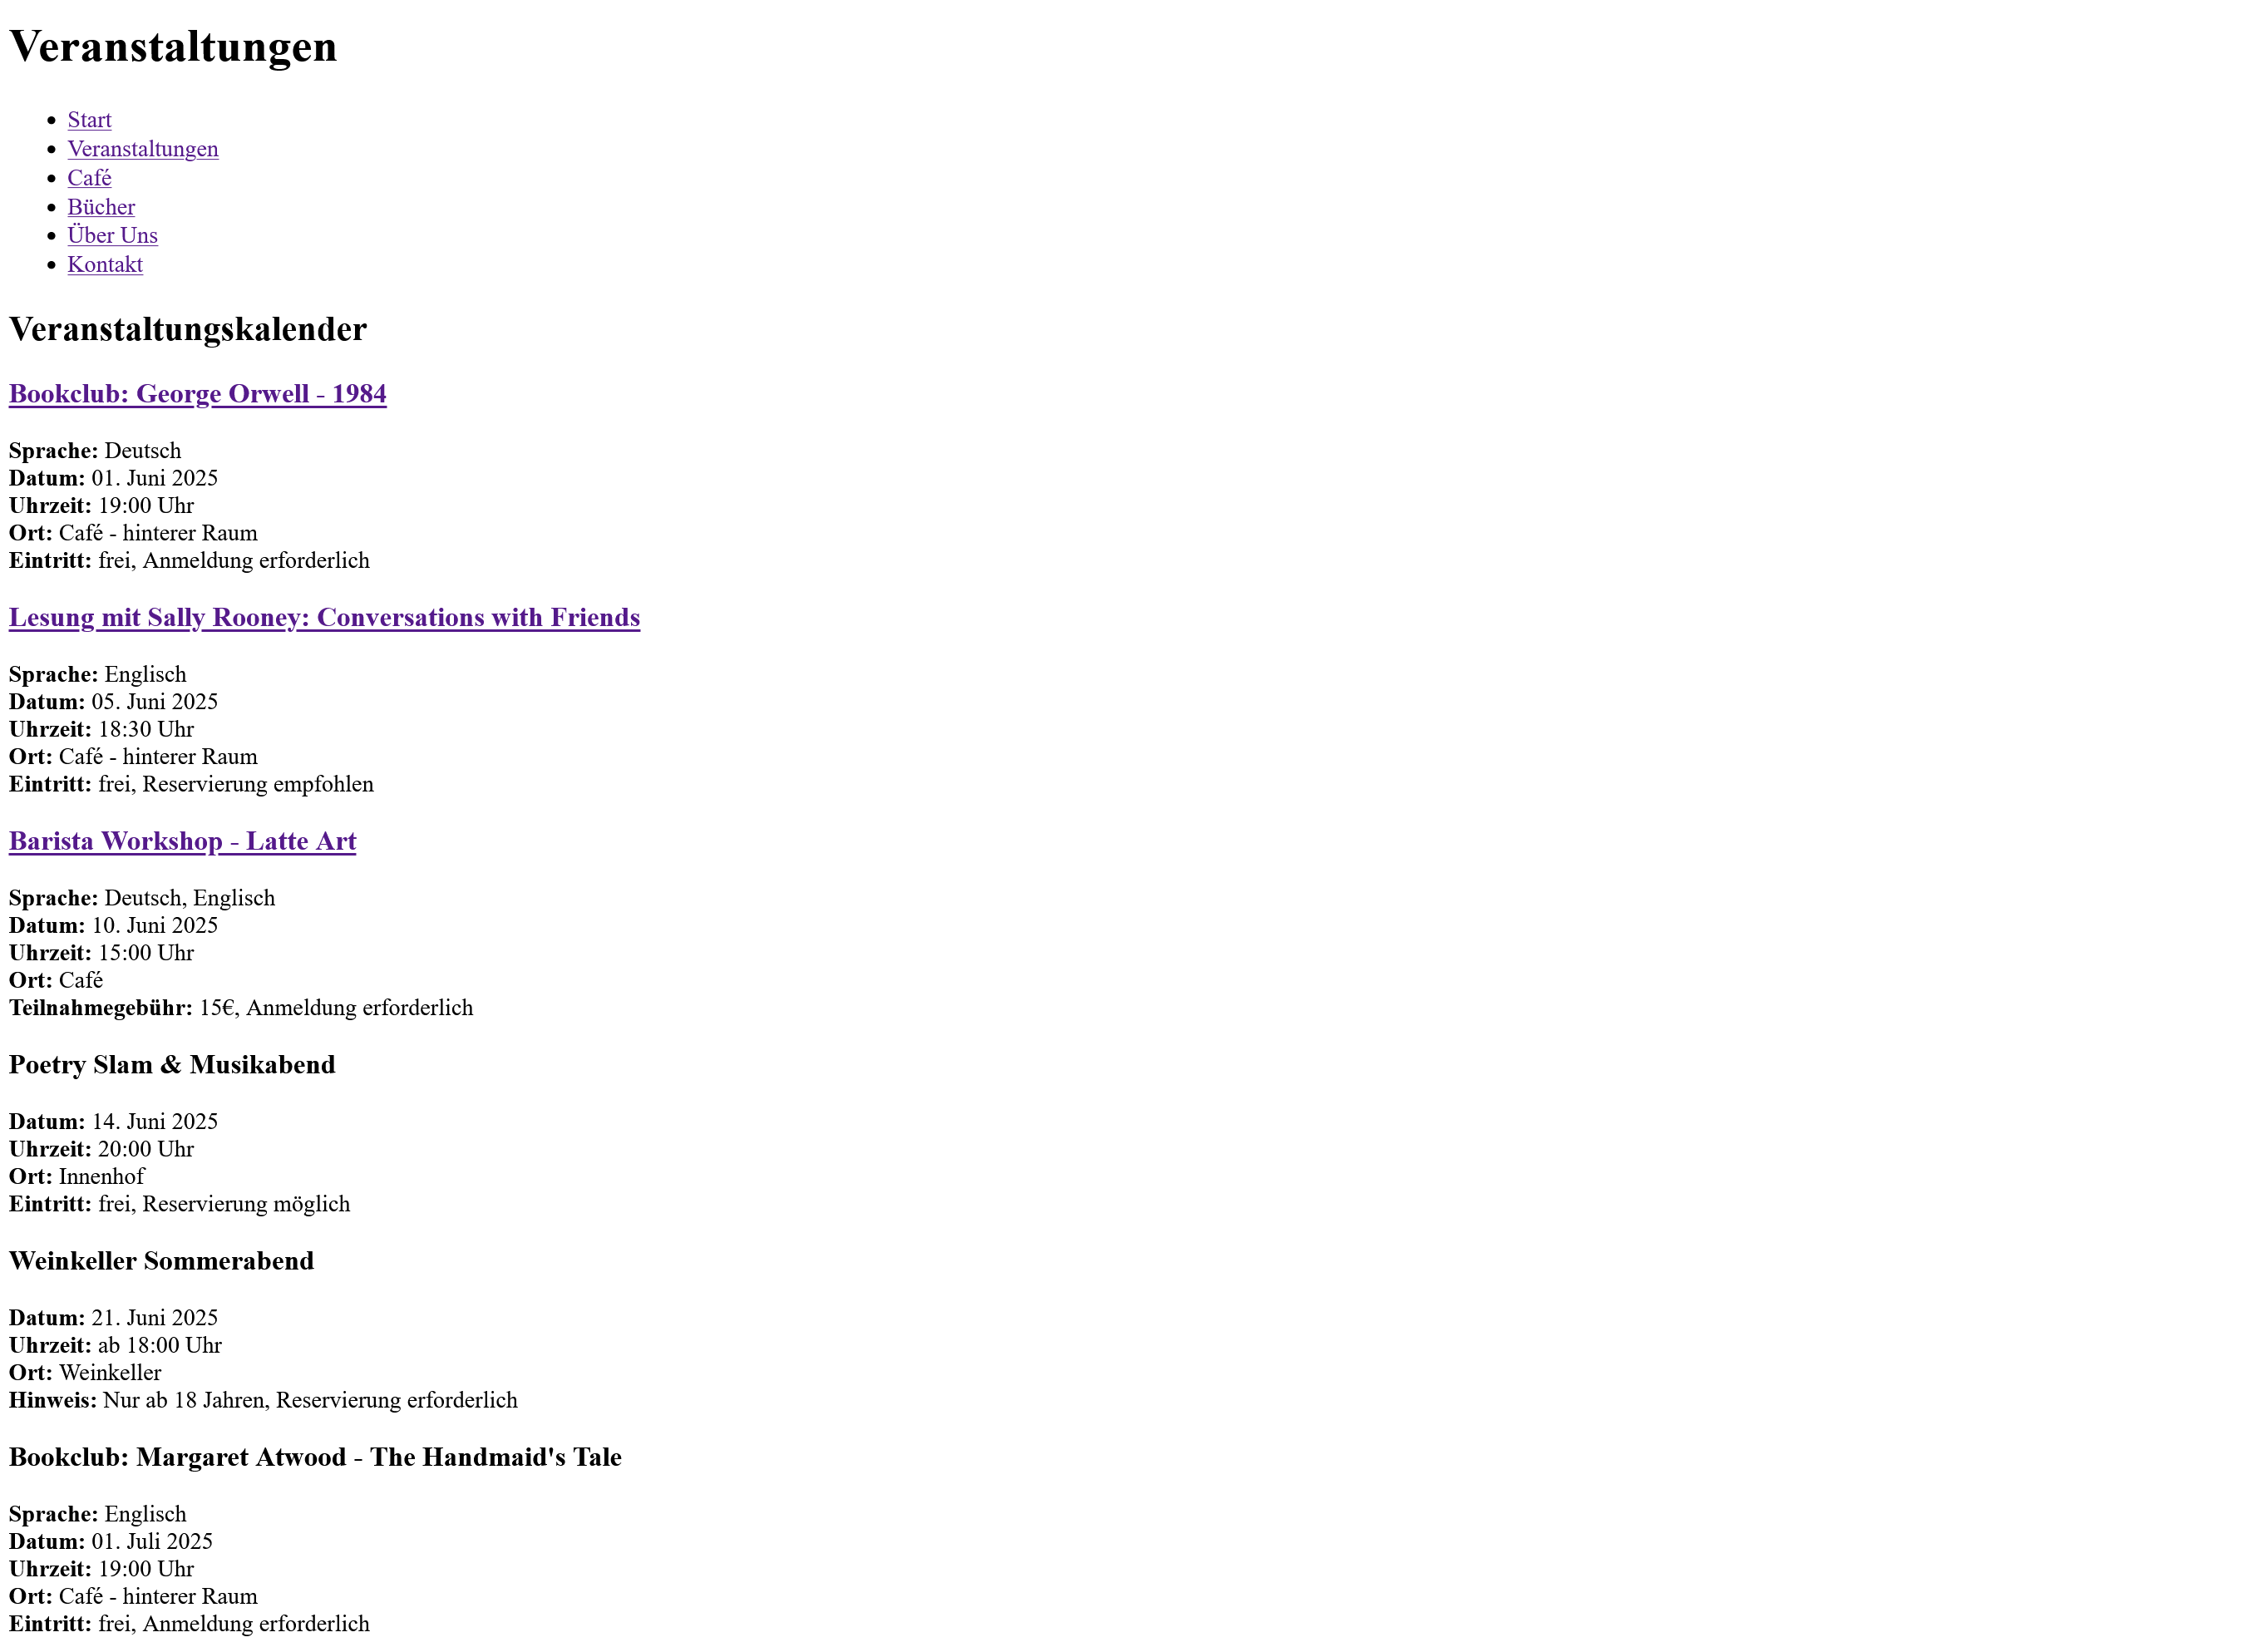 Veranstaltungen
Start
Veranstaltungen
Café
Bücher
Über Uns
Kontakt
Veranstaltungskalender
Bookclub: George Orwell - 1984
Sprache: Deutsch
Datum: 01. Juni 2025
Uhrzeit: 19:00 Uhr
Ort: Café - hinterer Raum
Eintritt: frei, Anmeldung erforderlich
Lesung mit Sally Rooney: Conversations with Friends
Sprache: Englisch
Datum: 05. Juni 2025
Uhrzeit: 18:30 Uhr
Ort: Café - hinterer Raum
Eintritt: frei, Reservierung empfohlen
Barista Workshop - Latte Art
Sprache: Deutsch, Englisch
Datum: 10. Juni 2025
Uhrzeit: 15:00 Uhr
Ort: Café
Teilnahmegebühr: 15€, Anmeldung erforderlich
Poetry Slam & Musikabend
Datum: 14. Juni 2025
Uhrzeit: 20:00 Uhr
Ort: Innenhof
Eintritt: frei, Reservierung möglich
Weinkeller Sommerabend
Datum: 21. Juni 2025
Uhrzeit: ab 18:00 Uhr
Ort: Weinkeller
Hinweis: Nur ab 18 Jahren, Reservierung erforderlich
Bookclub: Margaret Atwood - The Handmaid's Tale
Sprache: Englisch
Datum: 01. Juli 2025
Uhrzeit: 19:00 Uhr
Ort: Café - hinterer Raum
Eintritt: frei, Anmeldung erforderlich